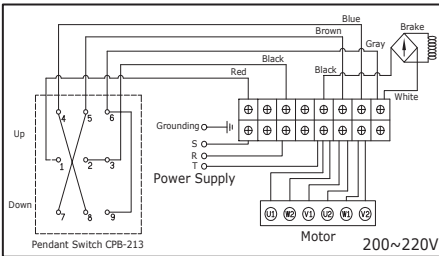 Blue
Brake
Brown
Gray
Black
Red
Black
White
4
5
6
Grounding
Up
S
R
1
2
3
T
Power Supply
Down
U1
W2
V1
U2
W1
V2
7
8
9
Motor
Pendant Switch CPB-213
200~220V